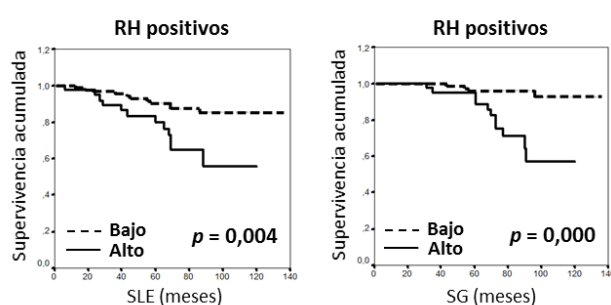 RH positivos
Supervivencia acumulada
1,2
1,0
,8
,6
,4
,2
0,0
Bajo
Alto
p = 0,004
0 20 40 60 80 100 120 140
SLE (meses)
RH positivos
Supervivencia acumulada
1,2
1,0
,8
,6
,4
,2
0,0
Bajo
Alto
p = 0,000
0 20 40 60 80 100 120 140
SG (meses)